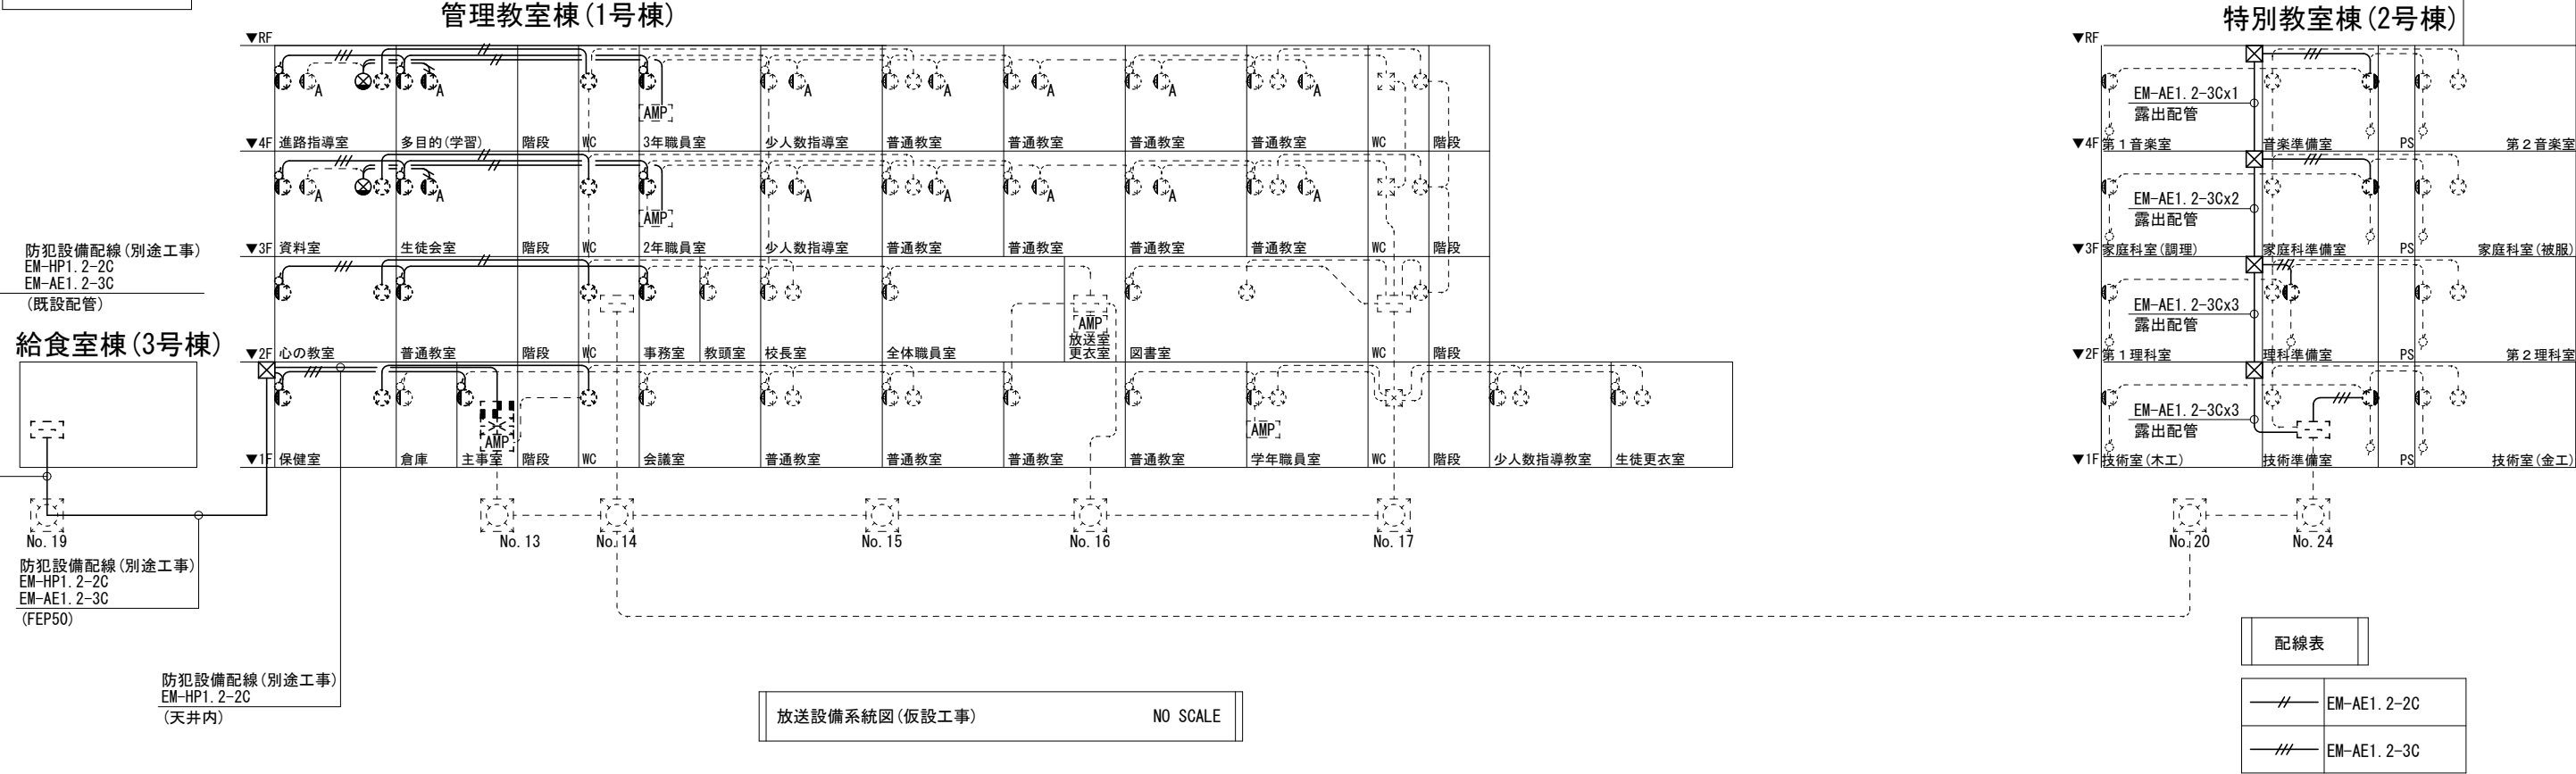 管理教室棟(1号棟)
特別教室棟(2号棟)
▼RF
A
A
A
A
A
A
A
AMP
▼4F 進路指導室 多目的(学習) 階段 WC 3年職員室 少人数指導室 普通教室 普通教室 普通教室 普通教室 WC 階段
A
A
A
A
A
A
A
AMP
▼3F 資料室 生徒会室 階段 WC 2年職員室 少人数指導室 普通教室 普通教室 普通教室 普通教室 WC 階段
AMP
放送室
▼2F 心の教室 普通教室 階段 WC 事務室 教頭室 校長室 全体職員室 更衣室 図書室 WC 階段
AMP
AMP
▼1F 保健室 倉庫 主事室 階段 WC 会議室 普通教室 普通教室 普通教室 普通教室 学年職員室 WC 階段 少人数指導教室 生徒更衣室
▼RF
EM-AE1.2-3Cx1
露出配管
▼4F 第1音楽室 音楽準備室 PS 第2音楽室
EM-AE1.2-3Cx2
露出配管
▼3F 家庭科室(調理) 家庭科準備室 PS 家庭科室(被服)
EM-AE1.2-3Cx3
露出配管
▼2F 第1理科室 理科準備室 PS 第2理科室
EM-AE1.2-3Cx3
露出配管
▼1F 技術室(木工) 技術準備室 PS 技術室(金工)
防犯設備配線(別途工事)
EM-HP1.2-2C
EM-AE1.2-3C
(既設配管)
給食室棟(3号棟)
No.19
No.13
No.14
No.15
No.16
No.17
No.20
No.24
防犯設備配線(別途工事)
EM-HP1.2-2C
EM-AE1.2-3C
(FEP50)
防犯設備配線(別途工事)
EM-HP1.2-2C
(天井内)
放送設備系統図(仮設工事) NO SCALE
配線表
EM-AE1.2-2C
EM-AE1.2-3C